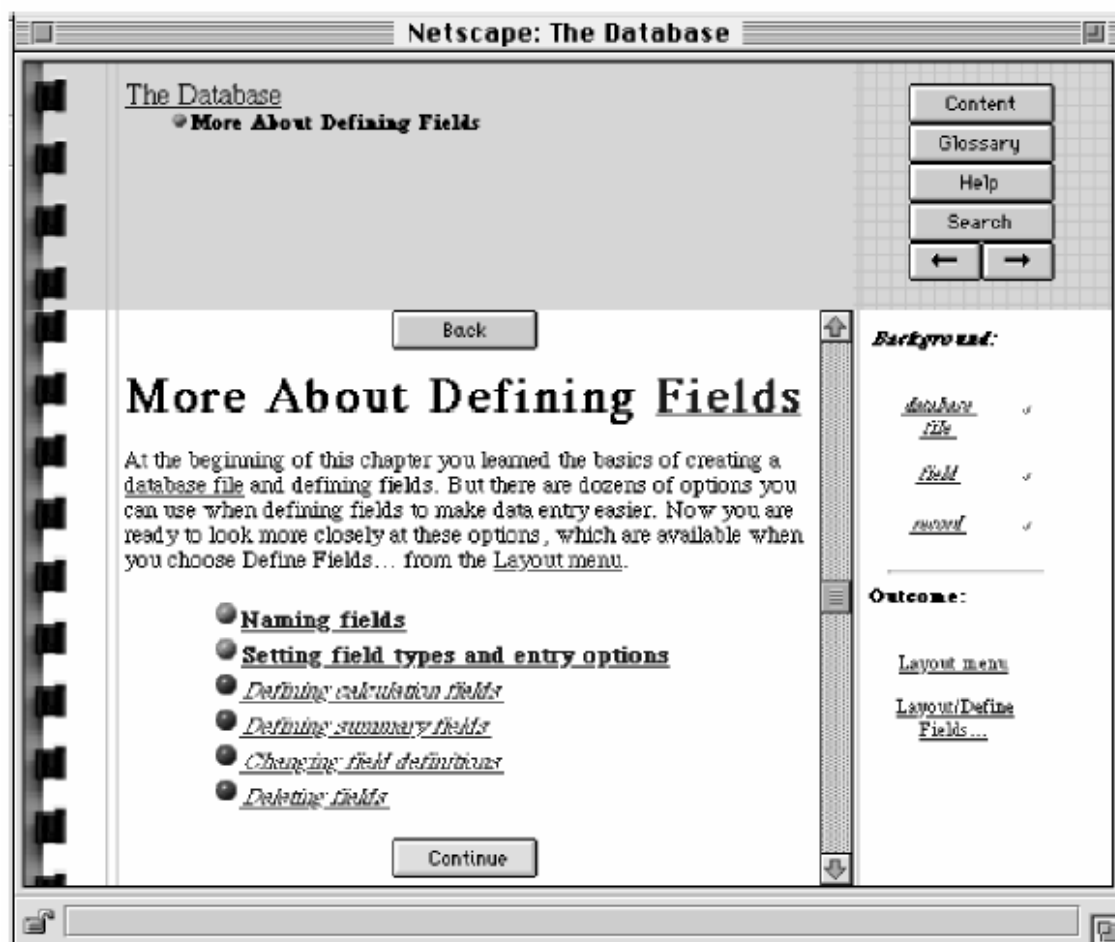 Netscape: The Database
The Database
More About Defining Fields
Content
Glossary
Help
Search
← →
Back
More About Defining Fields
At the beginning of this chapter you learned the basics of creating a
database file and defining fields. But there are dozens of options you
can use when defining fields to make data entry easier. Now you are
ready to look more closely at these options, which are available when
you choose Define Fields... from the Layout menu.
Naming fields
Setting field types and entry options
Defining calculation fields
Defining summary fields
Changing field definitions
Deleting fields
Continue
Background:
database
file
field
record
Outcome:
Layout menu
Layout/Define
Fields...